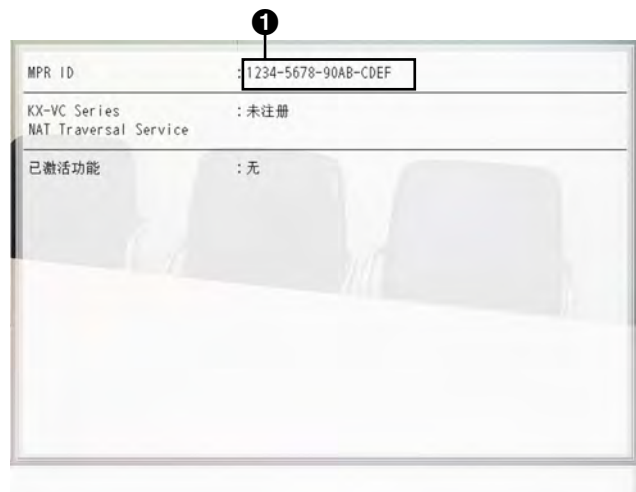 ❶
MPR ID : 1234-5678-90AB-CDEF
KX-VC Series : 未注册
NAT Traversal Service
已激活功能 : 无